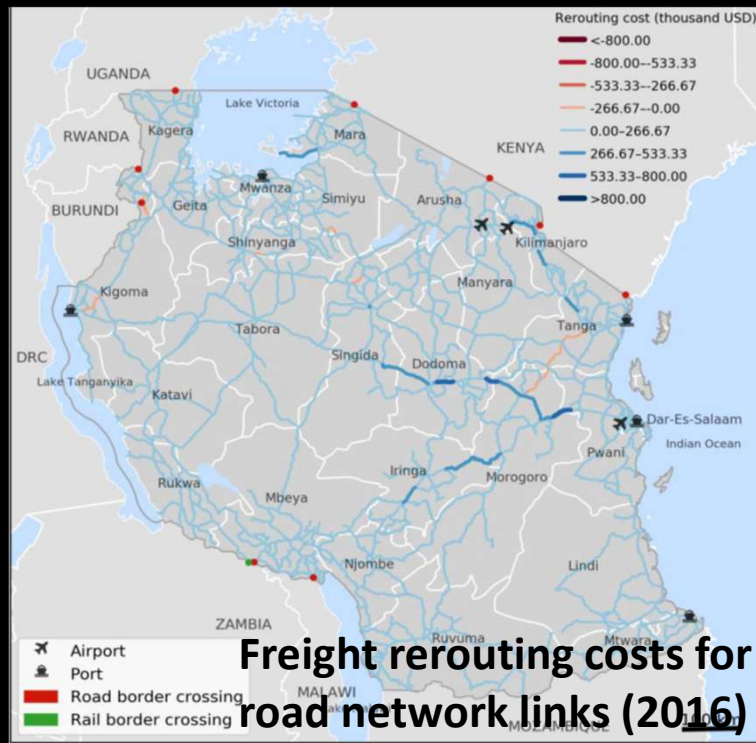 Rerouting cost (thousand USD)
<-800.00
-800.00--533.33
-533.33--266.67
-266.67--0.00
0.00–266.67
266.67–533.33
533.33–800.00
>800.00
UGANDA
Lake Victoria
RWANDA
Kagera
Mara
KENYA
Mwanza
BURUNDI
Geita
Simiyu
Arusha
Shinyanga
Kilimanjaro
Kigoma
Manyara
Tabora
Tanga
DRC
Singida
Dodoma
Lake Tanganyika
Katavi
Dar-Es-Salaam
Indian Ocean
Pwani
Iringa
Morogoro
Rukwa
Mbeya
Njombe
Lindi
ZAMBIA
Ruvuma
Mtwara
Airport
Port
Road border crossing
Rail border crossing
MALAWI
MOZAMBIQUE
Freight rerouting costs for
road network links (2016)
100 km